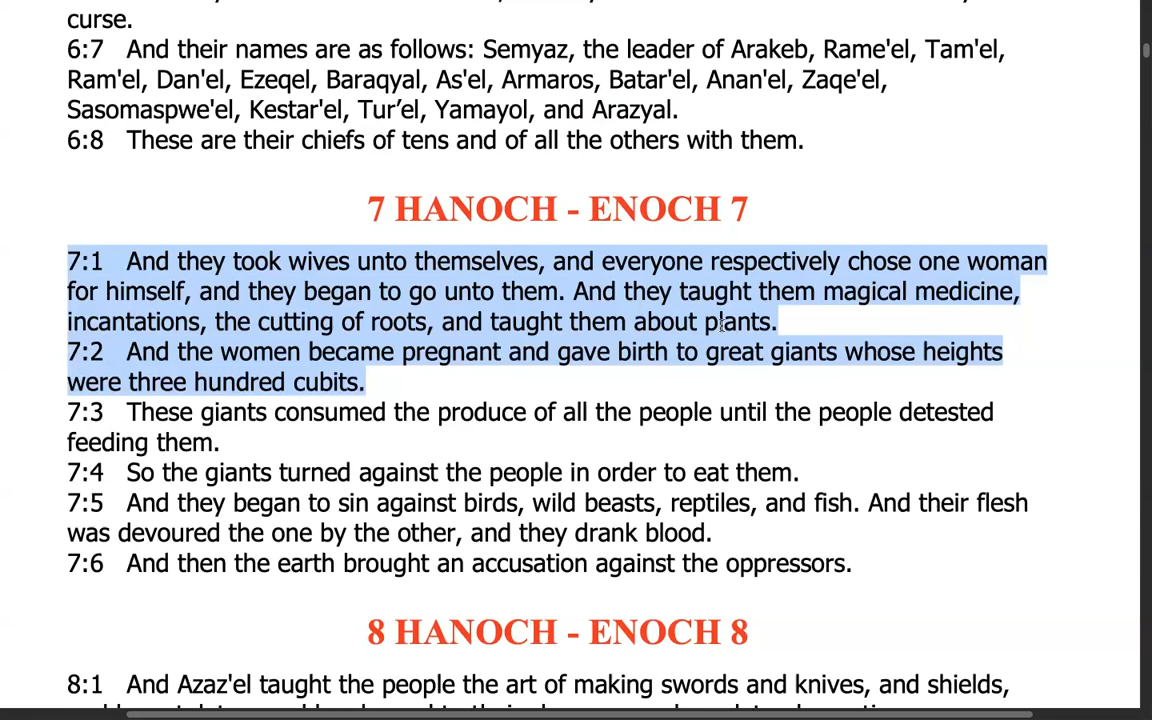 curse.
6:7 And their names are as follows: Semyaz, the leader of Arakeb, Rame'el, Tam'el,
Ram'el, Dan'el, Ezeqel, Baraqyal, As'el, Armaros, Batar'el, Anan'el, Zaqe'el,
Sasomaspwe'el, Kestar'el, Tur’el, Yamayol, and Arazyal.
6:8 These are their chiefs of tens and of all the others with them.
7 HANOCH - ENOCH 7
7:1 And they took wives unto themselves, and everyone respectively chose one woman
for himself, and they began to go unto them. And they taught them magical medicine,
incantations, the cutting of roots, and taught them about plants.
7:2 And the women became pregnant and gave birth to great giants whose heights
were three hundred cubits.
7:3 These giants consumed the produce of all the people until the people detested
feeding them.
7:4 So the giants turned against the people in order to eat them.
7:5 And they began to sin against birds, wild beasts, reptiles, and fish. And their flesh
was devoured the one by the other, and they drank blood.
7:6 And then the earth brought an accusation against the oppressors.
8 HANOCH - ENOCH 8
8:1 And Azaz'el taught the people the art of making swords and knives, and shields,